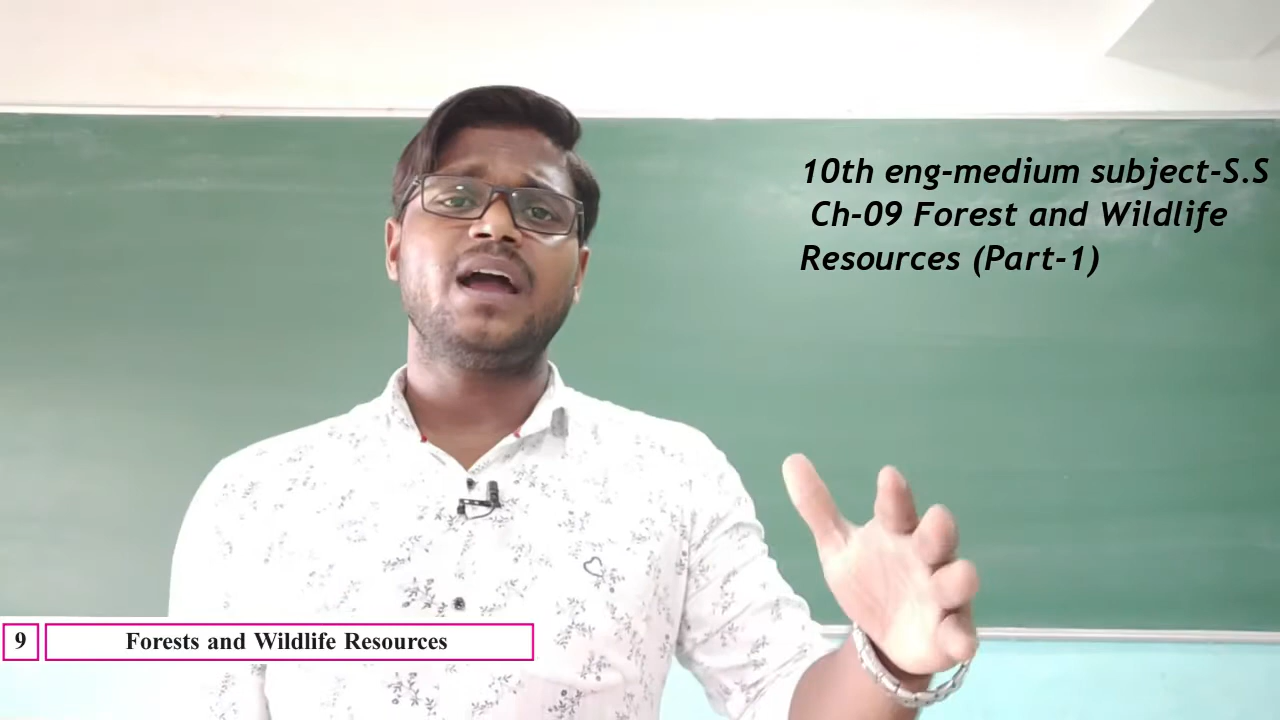 10th eng-medium subject-S.S
Ch-09 Forest and Wildlife
Resources (Part-1)
9 Forests and Wildlife Resources